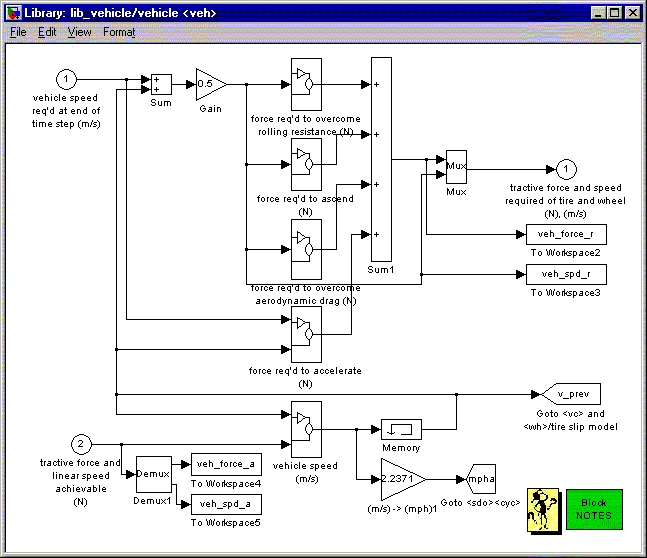 Library: lib_vehicle/vehicle <veh>
File Edit View Format
1
vehicle speed
req'd at end of
time step (m/s)
+
+
Sum
0.5
Gain
force req'd to overcome
rolling resistance (N)
force req'd to ascend
(N)
force req'd to overcome
aerodynamic drag (N)
force req'd to accelerate
(N)
+
+
+
+
Sum1
Mux
Mux
1
tractive force and speed
required of tire and wheel
(N), (m/s)
veh_force_r
To Workspace2
veh_spd_r
To Workspace3
v_prev
Goto <vc> and
<wh>/tire slip model
2
tractive force and
linear speed
achievable
(N)
Demux
Demux1
veh_force_a
To Workspace4
veh_spd_a
To Workspace5
vehicle speed
(m/s)
Memory
2.2371
(m/s) -> (mph)1
mpha
Goto <sdo><cyc>
Block
NOTES